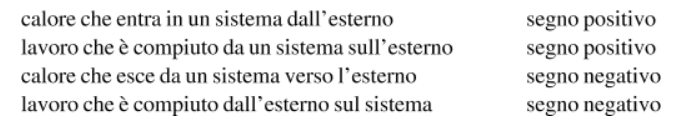 calore che entra in un sistema dall'esterno segno positivo
lavoro che è compiuto da un sistema sull'esterno segno positivo
calore che esce da un sistema verso l'esterno segno negativo
lavoro che è compiuto dall'esterno sul sistema segno negativo